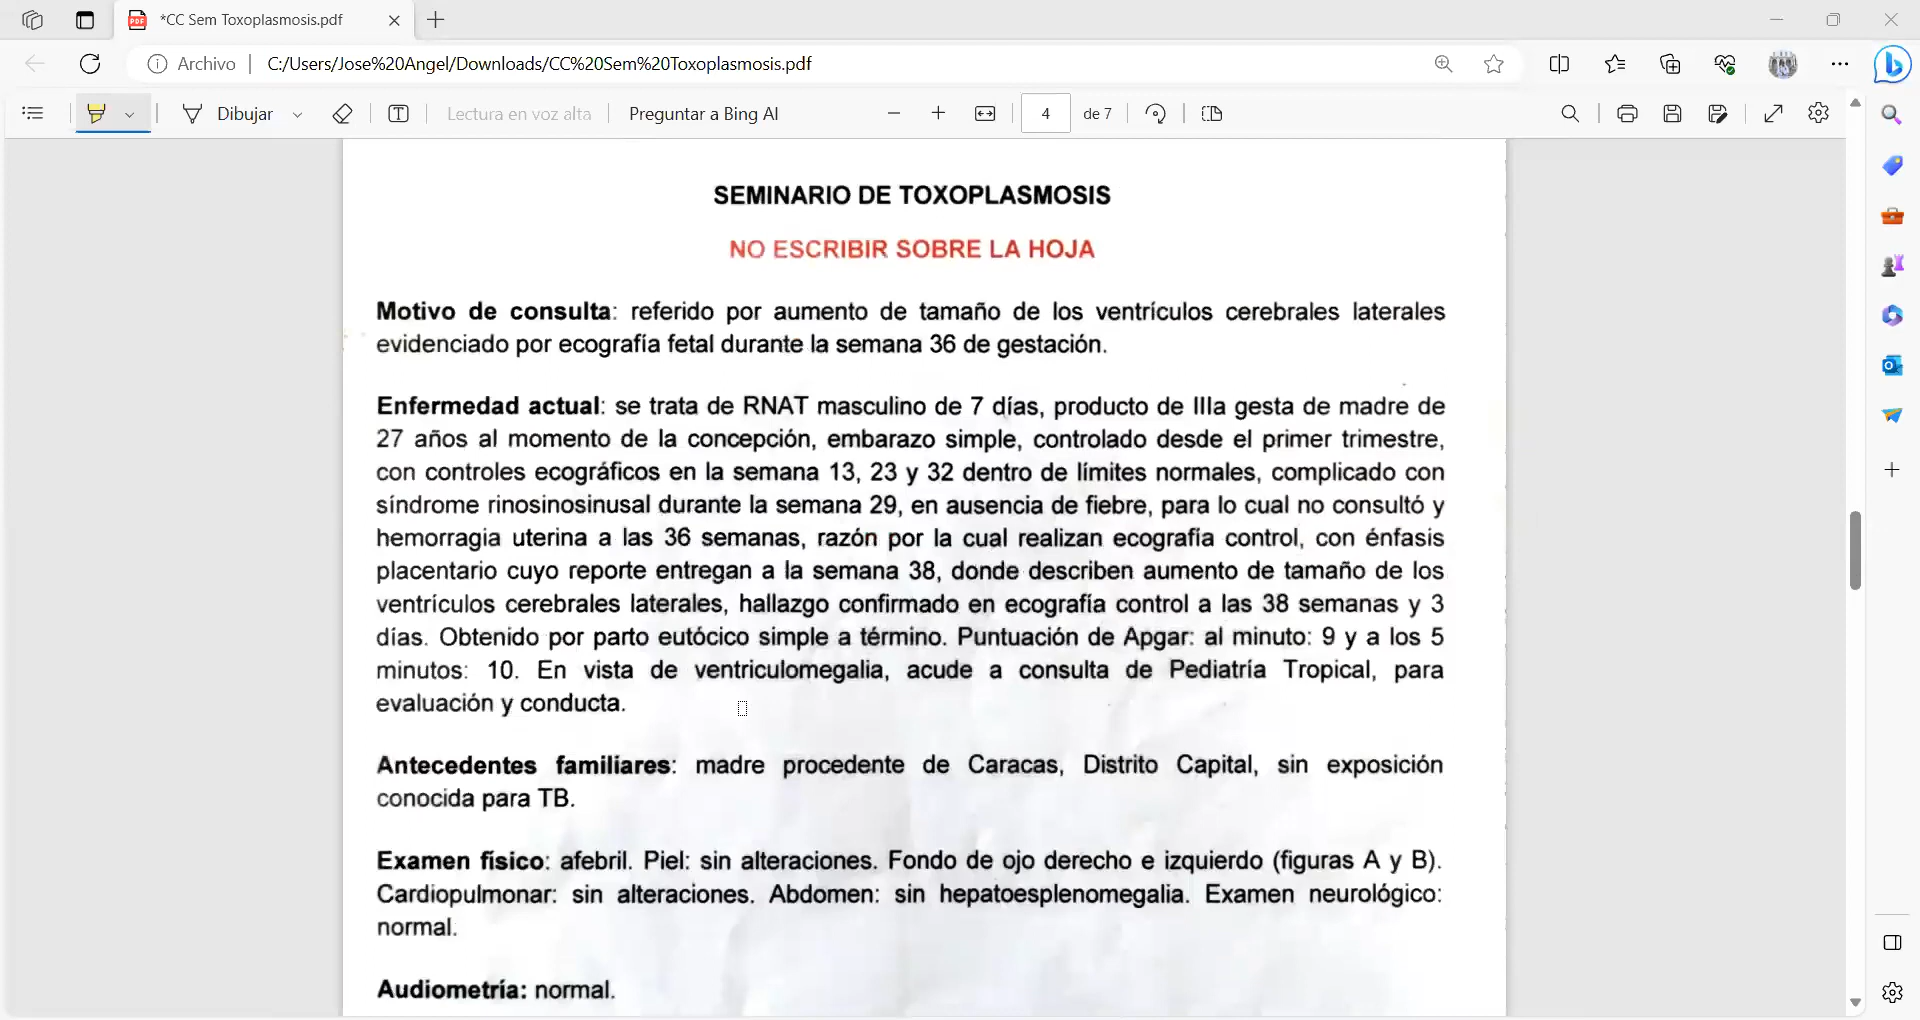 *CC Sem Toxoplasmosis.pdf
Archivo
C:/Users/Jose%20Angel/Downloads/CC%20Sem%20Toxoplasmosis.pdf
Dibujar
Lectura en voz alta
Preguntar a Bing AI
4
de 7
SEMINARIO DE TOXOPLASMOSIS
NO ESCRIBIR SOBRE LA HOJA
Motivo de consulta: referido por aumento de tamaño de los ventrículos cerebrales laterales
evidenciado por ecografía fetal durante la semana 36 de gestación.
Enfermedad actual: se trata de RNAT masculino de 7 días, producto de IIIa gesta de madre de
27 años al momento de la concepción, embarazo simple, controlado desde el primer trimestre,
con controles ecográficos en la semana 13, 23 y 32 dentro de límites normales, complicado con
síndrome rinosinosinusal durante la semana 29, en ausencia de fiebre, para lo cual no consultó y
hemorragia uterina a las 36 semanas, razón por la cual realizan ecografía control, con énfasis
placentario cuyo reporte entregan a la semana 38, donde describen aumento de tamaño de los
ventrículos cerebrales laterales, hallazgo confirmado en ecografía control a las 38 semanas y 3
días. Obtenido por parto eutócico simple a término. Puntuación de Apgar: al minuto: 9 y a los 5
minutos: 10. En vista de ventriculomegalia, acude a consulta de Pediatría Tropical, para
evaluación y conducta.
Antecedentes familiares: madre procedente de Caracas, Distrito Capital, sin exposición
conocida para TB.
Examen físico: afebril. Piel: sin alteraciones. Fondo de ojo derecho e izquierdo (figuras A y B).
Cardiopulmonar: sin alteraciones. Abdomen: sin hepatoesplenomegalia. Examen neurológico:
normal.
Audiometría: normal.